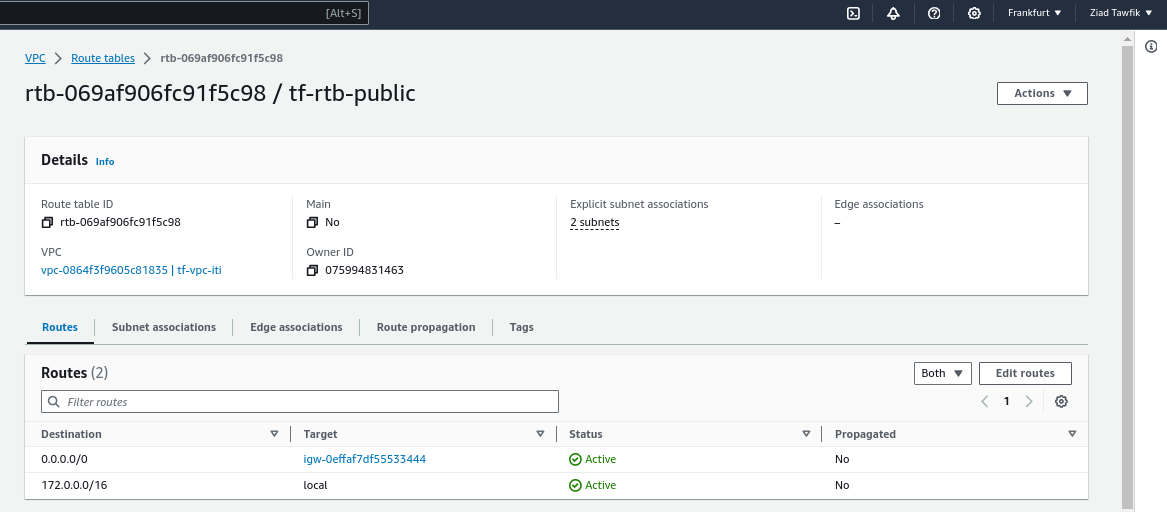 [Alt+S] Frankfurt Ziad Tawfik
VPC Route tables rtb-069af906fc91f5c98
rtb-069af906fc91f5c98 / tf-rtb-public
Actions
Details Info
Route table ID Main Explicit subnet associations Edge associations
rtb-069af906fc91f5c98 No 2 subnets –
VPC Owner ID
vpc-0864f3f9605c81835 | tf-vpc-iti 075994831463
Routes Subnet associations Edge associations Route propagation Tags
Routes (2) Both Edit routes
Filter routes 1
Destination Target Status Propagated
0.0.0.0/0 igw-0effaf7df55533444 Active No
172.0.0.0/16 local Active No